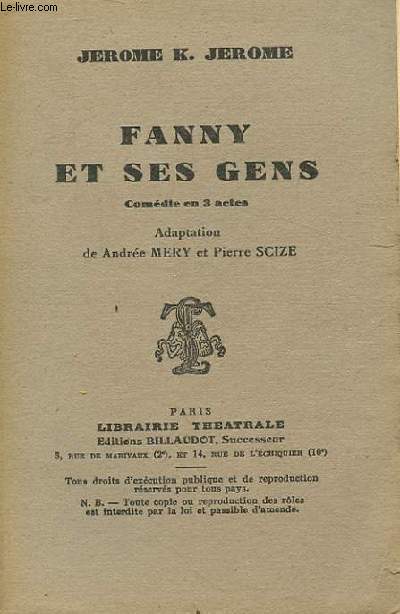 Le-Livre.com
JEROME K. JEROME
FANNY
ET SES GENS
Comédie en 3 actes
Adaptation
de Andrée MERY et Pierre SCIZE
PARIS
LIBRAIRIE THEATRALE
Editions BILLAUDOT, Successeur
3, RUE DE MARIVAUX (2e), ET 14, RUE DE L'ECHIQUIER (10e)
Tous droits d'exécution publique et de reproduction
réservés pour tous pays.
N. B. — Toute copie ou reproduction des rôles
est interdite par la loi et passible d'amende.